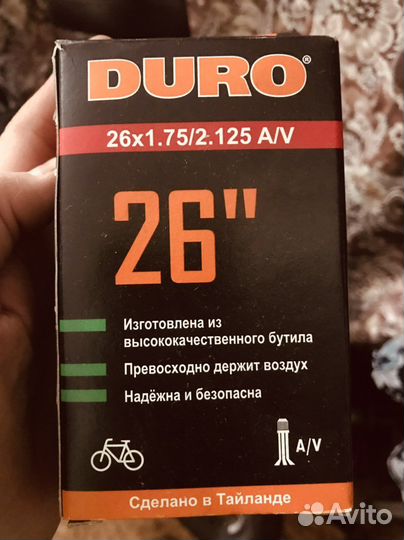 DURO®
26x1.75/2.125 A/V
26"
Изготовлена из
высококачественного бутила
Превосходно держит воздух
Надёжна и безопасна
A/V
Сделано в Тайланде
Avito